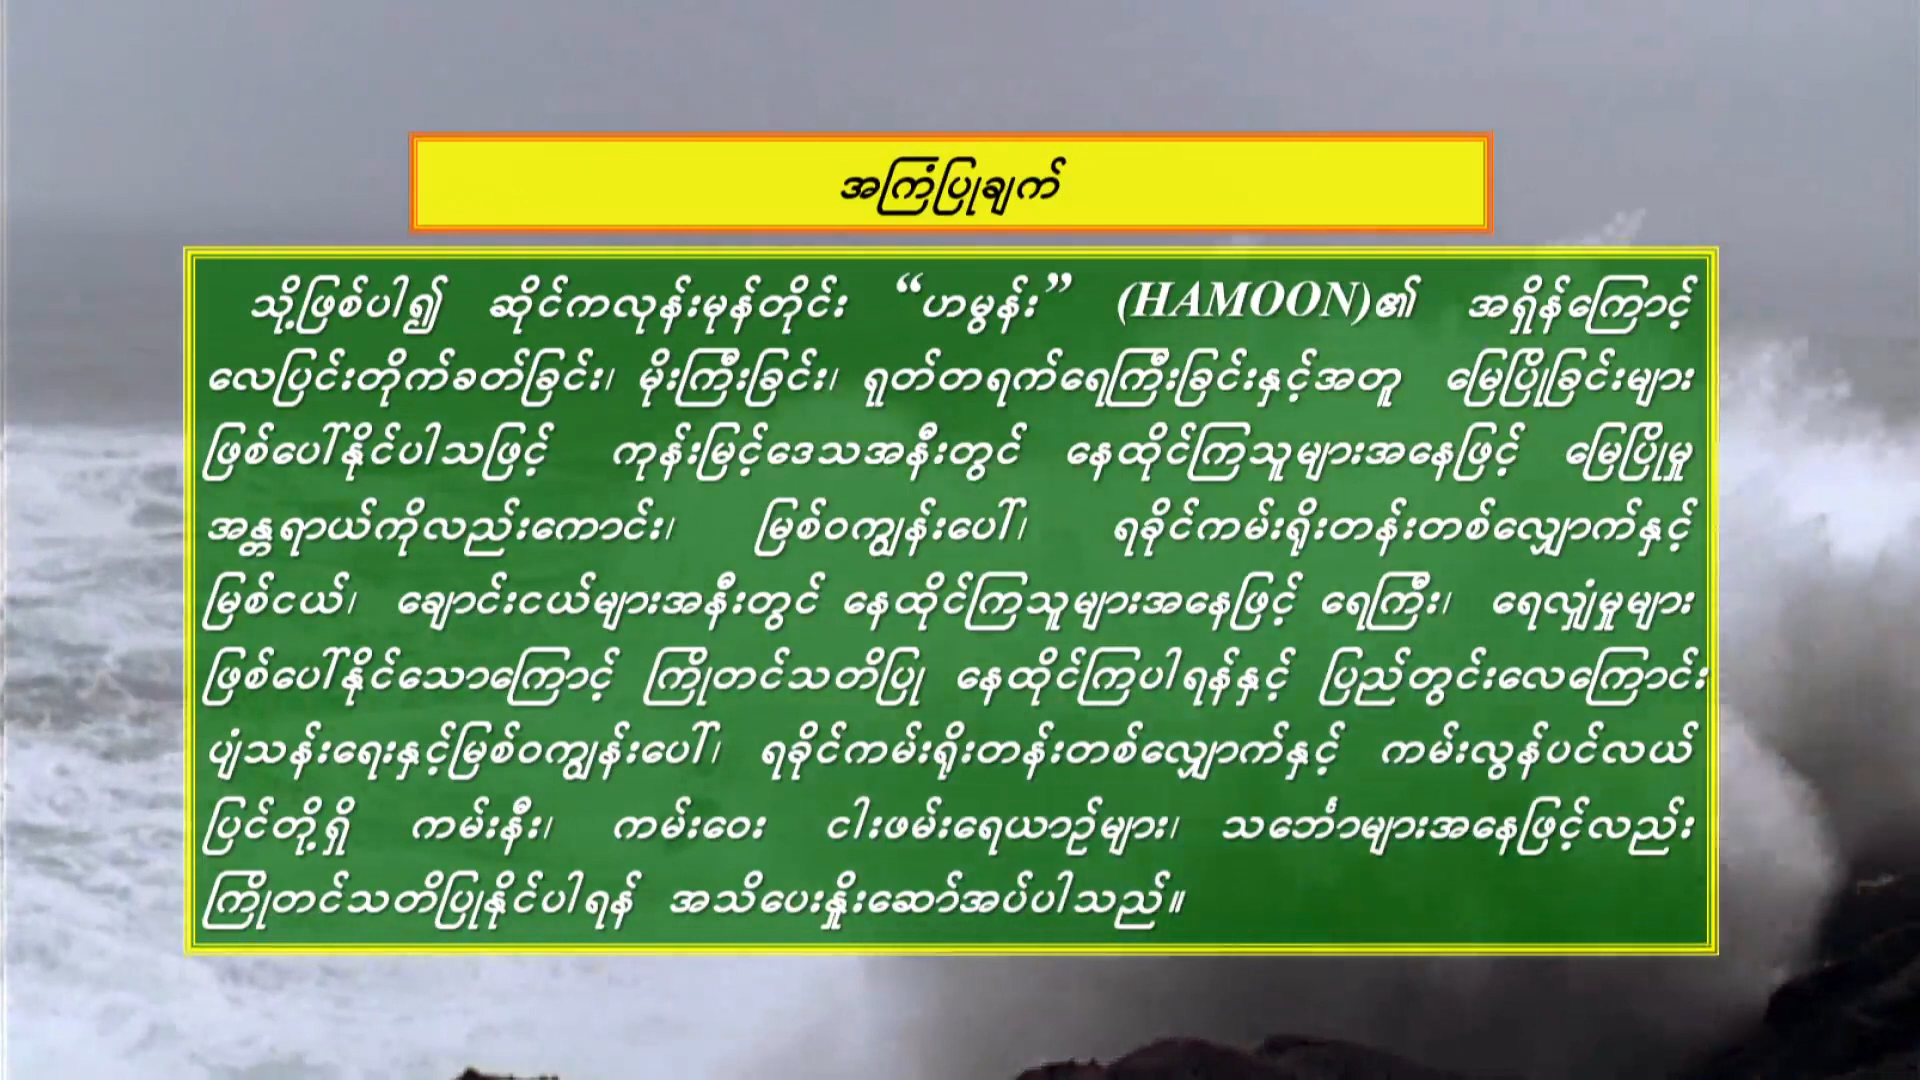 အကြံပြုချက်
သို့ဖြစ်ပါ၍ ဆိုင်ကလုန်းမုန်တိုင်း “ဟမွန်း” (HAMOON)၏ အရှိန်ကြောင့်
လေပြင်းတိုက်ခတ်ခြင်း၊ မိုးကြီးခြင်း၊ ရုတ်တရက်ရေကြီးခြင်းနှင့်အတူ မြေပြိုခြင်းများ
ဖြစ်ပေါ်နိုင်ပါသဖြင့် ကုန်းမြင့်ဒေသအနီးတွင် နေထိုင်ကြသူများအနေဖြင့် မြေပြိုမှု
အန္တရာယ်ကိုလည်းကောင်း၊ မြစ်ဝကျွန်းပေါ်၊ ရခိုင်ကမ်းရိုးတန်းတစ်လျှောက်နှင့်
မြစ်ငယ်၊ ချောင်းငယ်များအနီးတွင် နေထိုင်ကြသူများအနေဖြင့် ရေကြီး၊ ရေလျှံမှုများ
ဖြစ်ပေါ်နိုင်သောကြောင့် ကြိုတင်သတိပြု နေထိုင်ကြပါရန်နှင့် ပြည်တွင်းလေကြောင်း
ပျံသန်းရေးနှင့်မြစ်ဝကျွန်းပေါ်၊ ရခိုင်ကမ်းရိုးတန်းတစ်လျှောက်နှင့် ကမ်းလွန်ပင်လယ်
ပြင်တို့ရှိ ကမ်းနီး၊ ကမ်းဝေး ငါးဖမ်းရေယာဉ်များ၊ သင်္ဘောများအနေဖြင့်လည်း
ကြိုတင်သတိပြုနိုင်ပါရန် အသိပေးနှိုးဆော်အပ်ပါသည်။